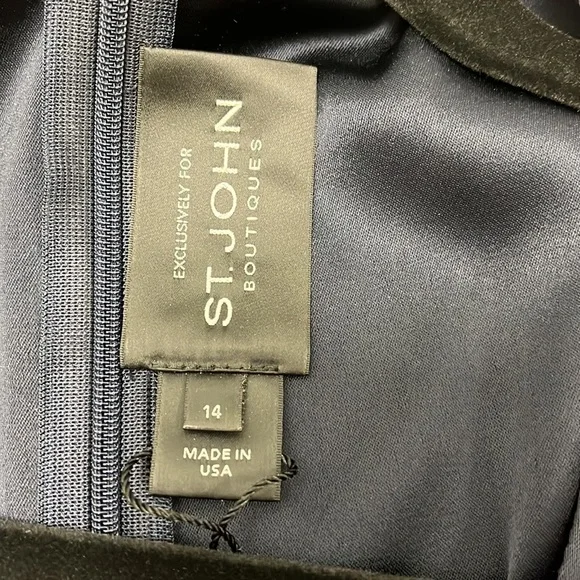 EXCLUSIVELY FOR
ST. JOHN
BOUTIQUES
14
MADE IN
USA